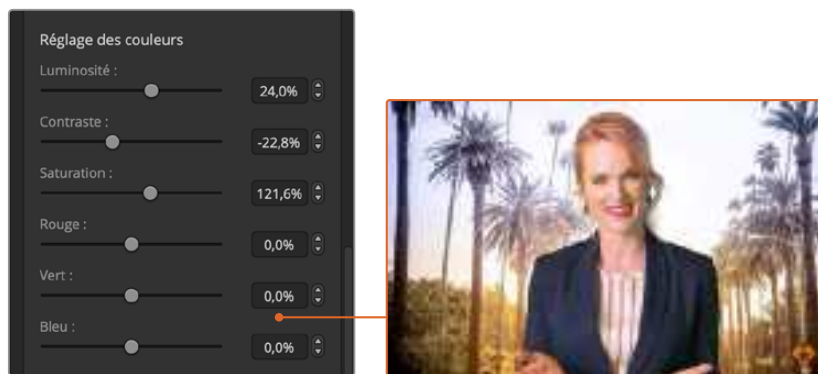 Réglage des couleurs
Luminosité :
24,0%
Contraste :
-22,8%
Saturation :
121,6%
Rouge :
0,0%
Vert :
0,0%
Bleu :
0,0%